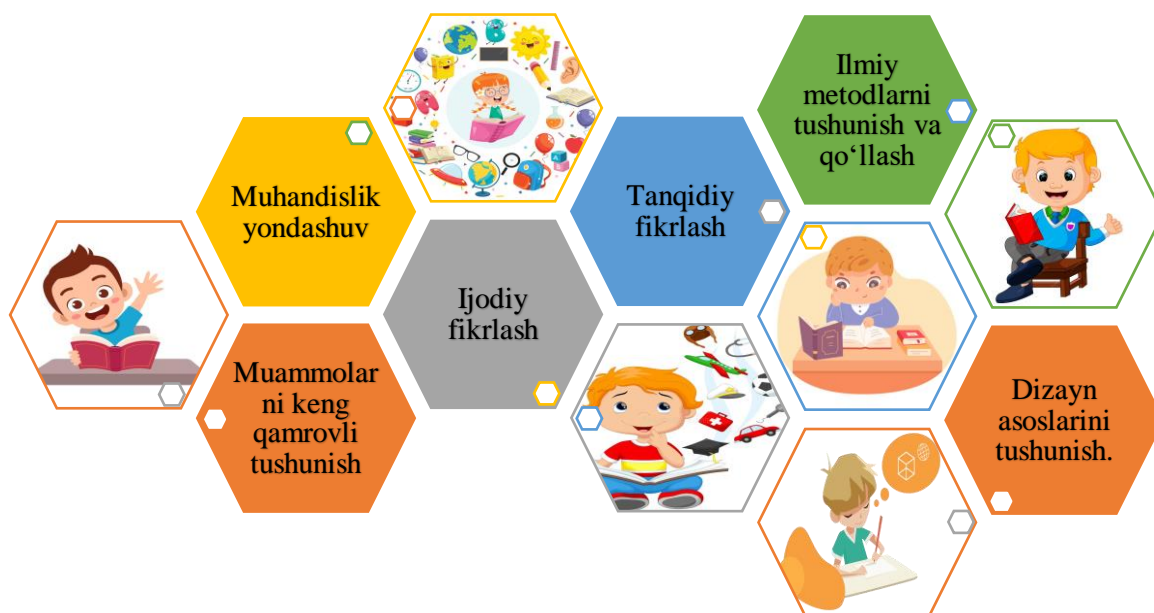 Muhandislik
yondashuv
Muammolar
ni keng
qamrovli
tushunish
Ijodiy
fikrlash
Tanqidiy
fikrlash
Ilmiy
metodlarni
tushunish va
qo‘llash
Dizayn
asoslarini
tushunish.